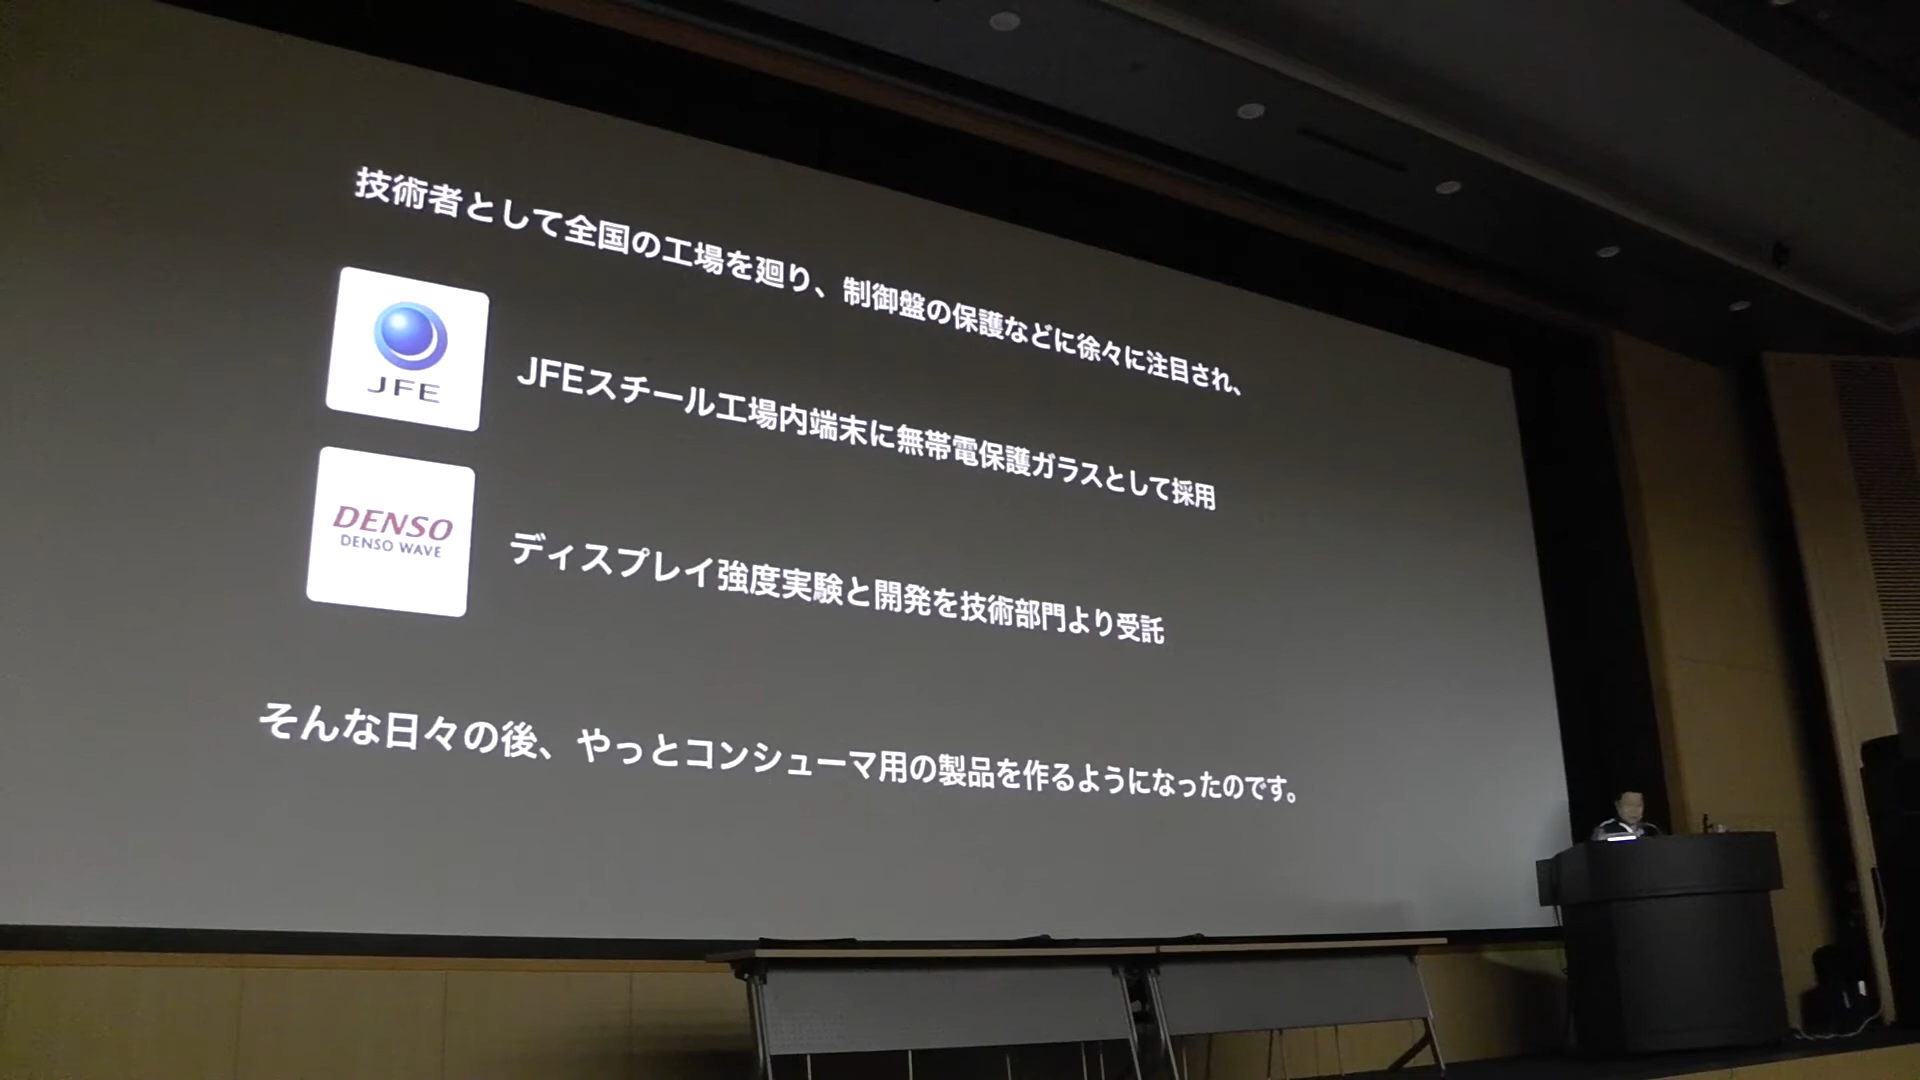 技術者として全国の工場を廻り、制御盤の保護などに徐々に注目され、
JFE
JFEスチール工場内端末に無帯電保護ガラスとして採用
DENSO
DENSO WAVE
ディスプレイ強度実験と開発を技術部門より受託
そんな日々の後、やっとコンシューマ用の製品を作るようになったのです。